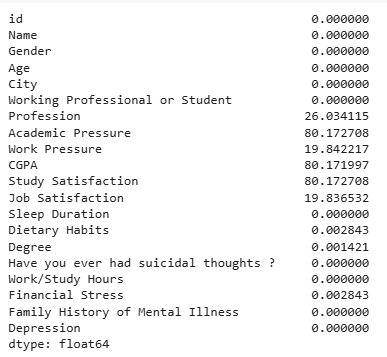 id 0.000000
Name 0.000000
Gender 0.000000
Age 0.000000
City 0.000000
Working Professional or Student 0.000000
Profession 26.034115
Academic Pressure 80.172708
Work Pressure 19.842217
CGPA 80.171997
Study Satisfaction 80.172708
Job Satisfaction 19.836532
Sleep Duration 0.000000
Dietary Habits 0.002843
Degree 0.001421
Have you ever had suicidal thoughts ? 0.000000
Work/Study Hours 0.000000
Financial Stress 0.002843
Family History of Mental Illness 0.000000
Depression 0.000000
dtype: float64